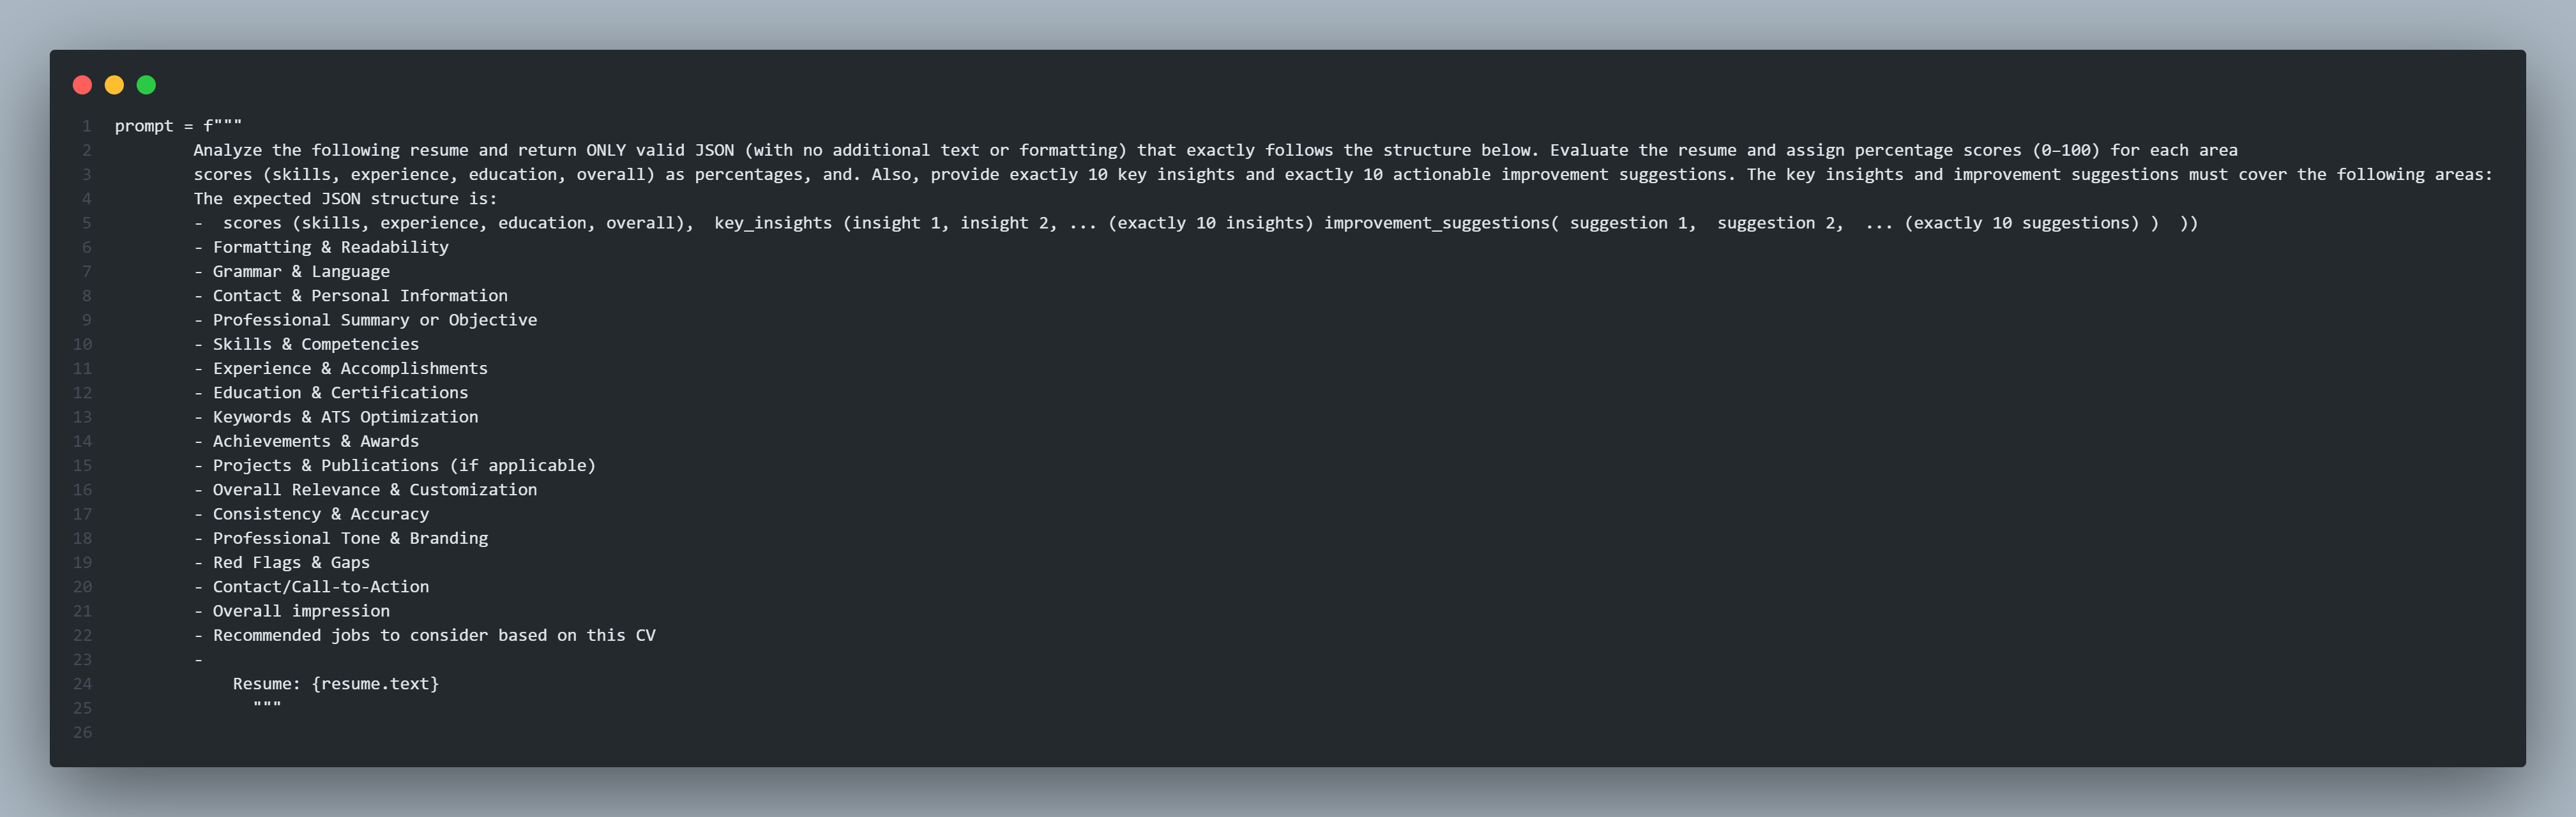 1 prompt = f"""
2 Analyze the following resume and return ONLY valid JSON (with no additional text or formatting) that exactly follows the structure below. Evaluate the resume and assign percentage scores (0–100) for each area
3 scores (skills, experience, education, overall) as percentages, and. Also, provide exactly 10 key insights and exactly 10 actionable improvement suggestions. The key insights and improvement suggestions must cover the following areas:
4 The expected JSON structure is:
5 -  scores (skills, experience, education, overall),  key_insights (insight 1, insight 2, ... (exactly 10 insights) improvement_suggestions( suggestion 1,  suggestion 2,  ... (exactly 10 suggestions) )  ))
6 - Formatting & Readability
7 - Grammar & Language
8 - Contact & Personal Information
9 - Professional Summary or Objective
10 - Skills & Competencies
11 - Experience & Accomplishments
12 - Education & Certifications
13 - Keywords & ATS Optimization
14 - Achievements & Awards
15 - Projects & Publications (if applicable)
16 - Overall Relevance & Customization
17 - Consistency & Accuracy
18 - Professional Tone & Branding
19 - Red Flags & Gaps
20 - Contact/Call-to-Action
21 - Overall impression
22 - Recommended jobs to consider based on this CV
23 -
24 Resume: {resume.text}
25 """
26